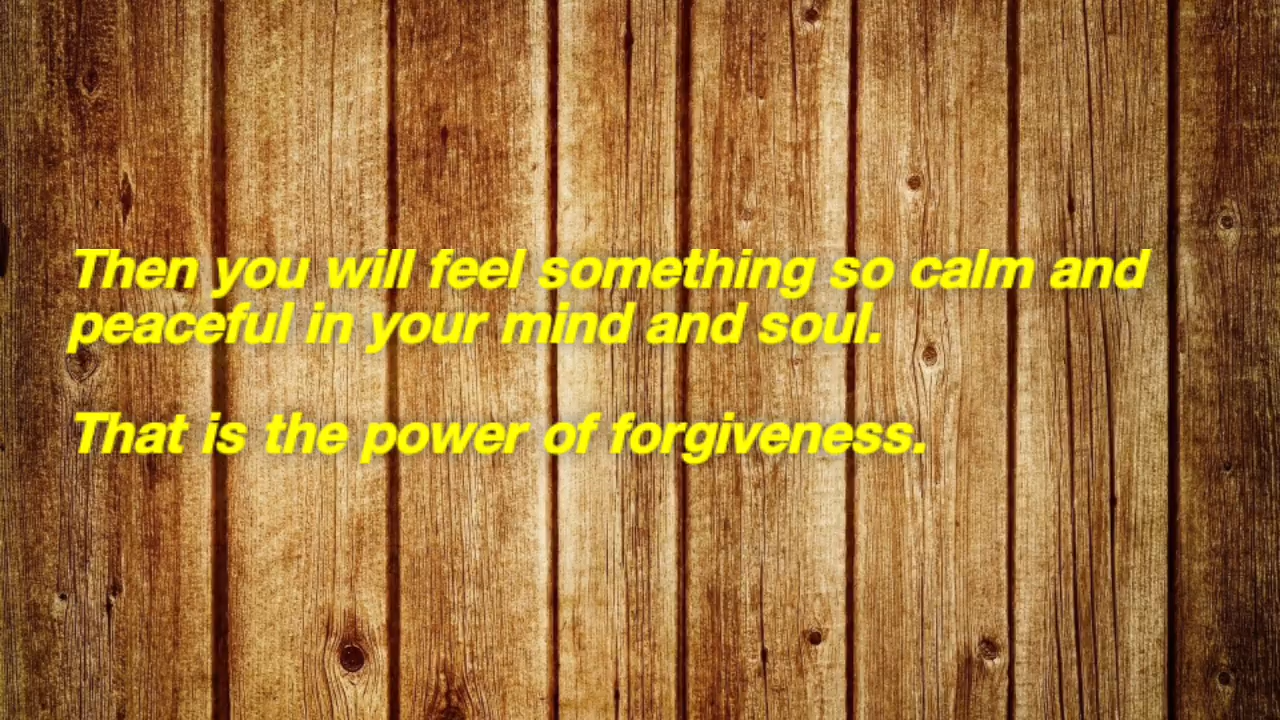 Then you will feel something so calm and
peaceful in your mind and soul.
That is the power of forgiveness.